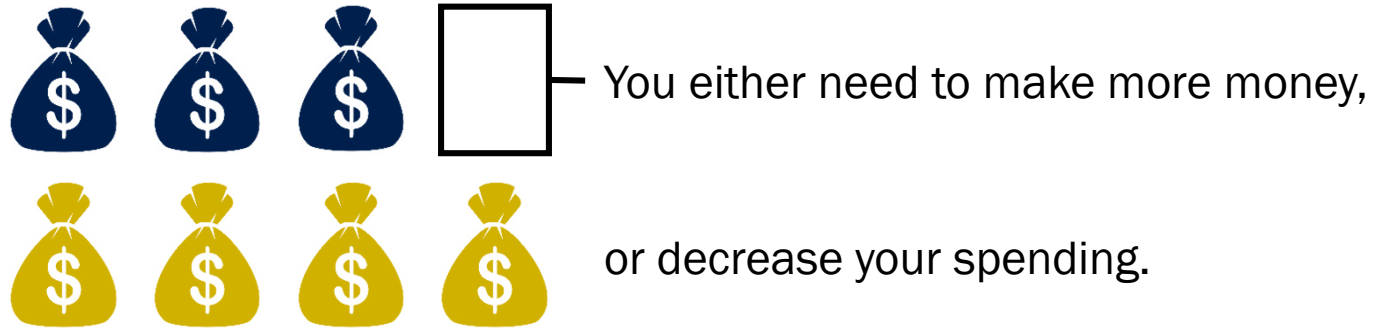 $ $ $
You either need to make more money,
$ $ $ $
or decrease your spending.